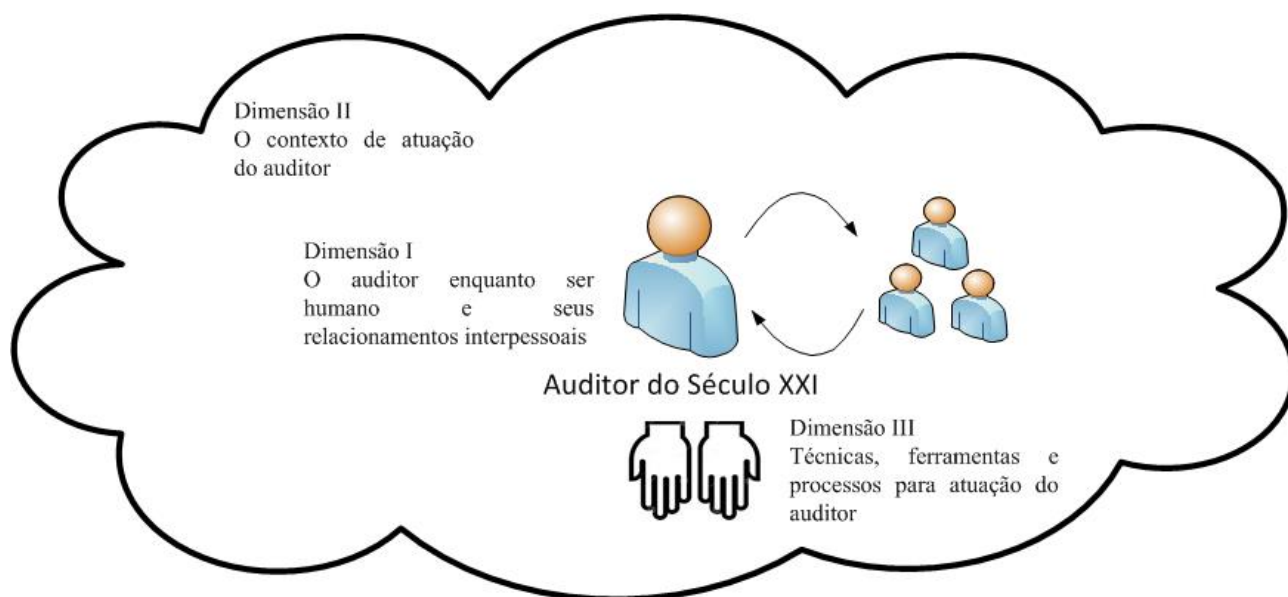 Dimensão II
O contexto de atuação
do auditor
Dimensão I
O auditor enquanto ser
humano e seus
relacionamentos interpessoais
Auditor do Século XXI
Dimensão III
Técnicas, ferramentas e
processos para atuação do
auditor